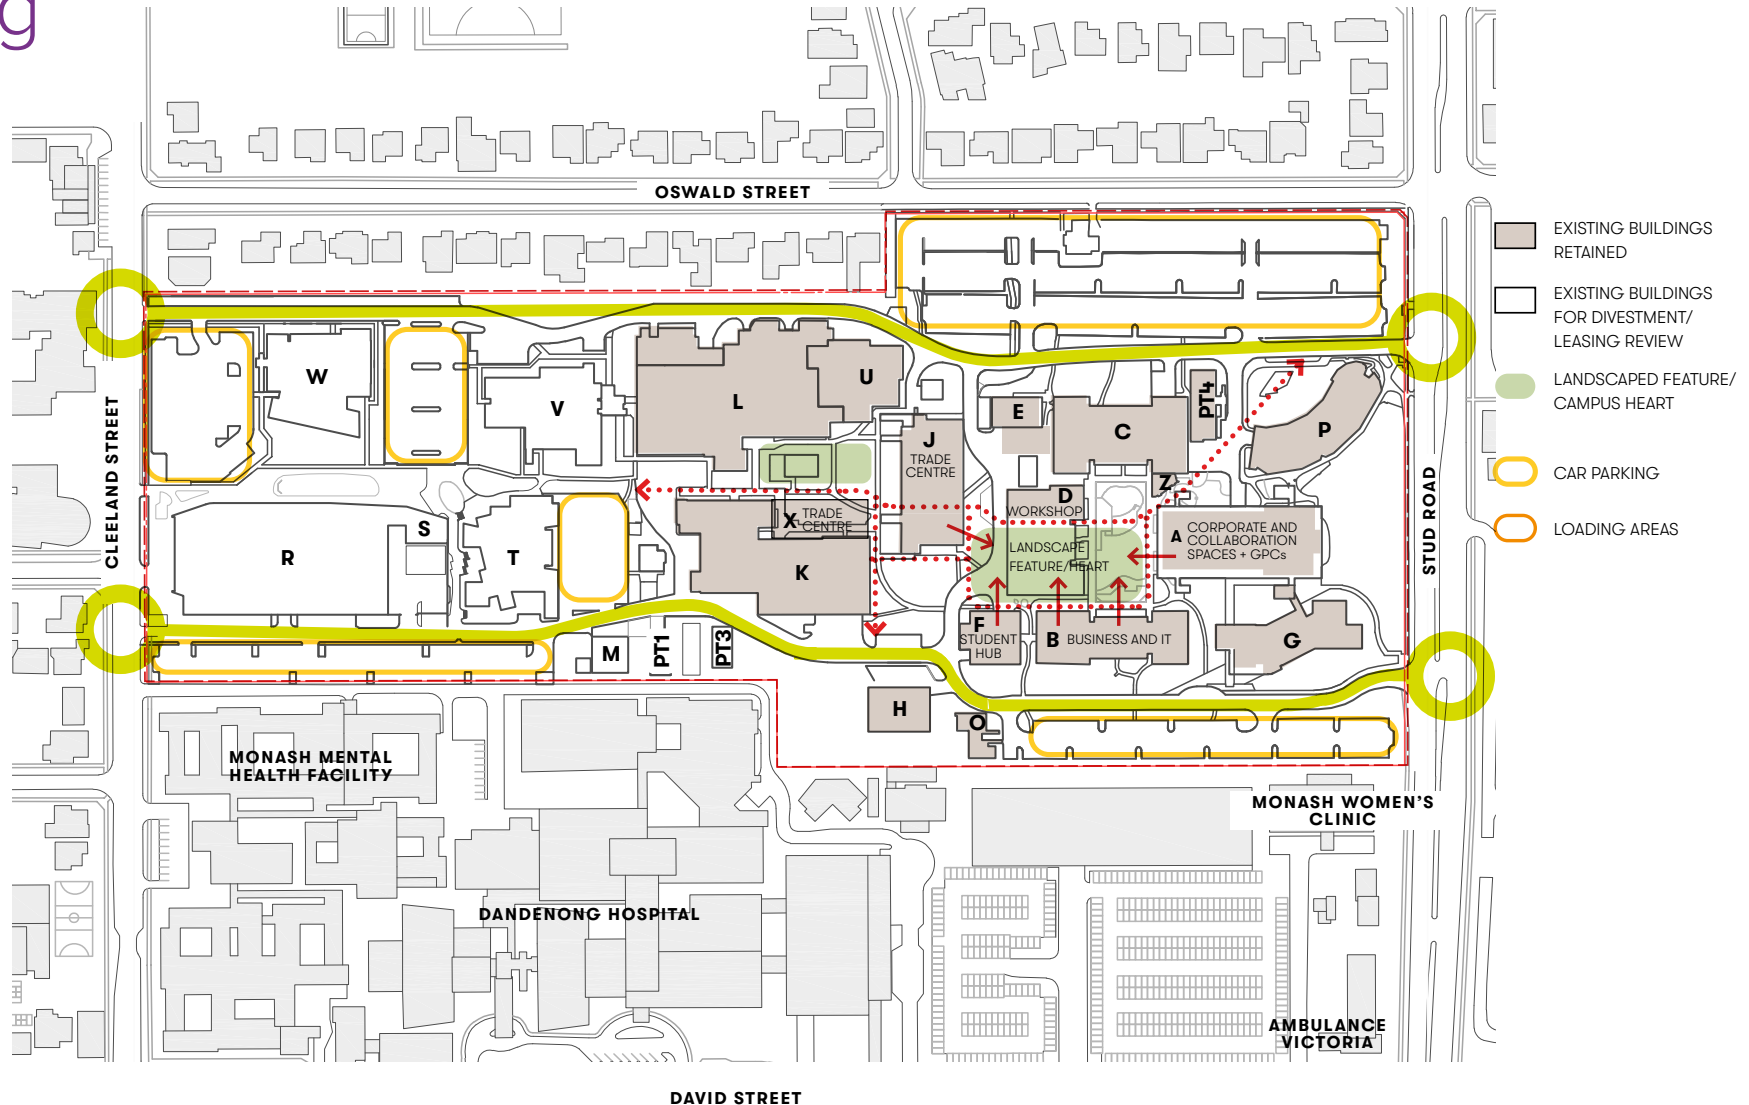 g
OSWALD STREET
EXISTING BUILDINGS
RETAINED
EXISTING BUILDINGS
FOR DIVESTMENT/
LEASING REVIEW
LANDSCAPED FEATURE/
CAMPUS HEART
CAR PARKING
LOADING AREAS
CLEELAND STREET
STUD ROAD
W
V
L
U
J
TRADE
CENTRE
E
C
PT4
P
R
S
T
X
TRADE
CENTRE
K
D
WORKSHOP
Z
A
CORPORATE AND
COLLABORATION
SPACES + GPCs
LANDSCAPE
FEATURE/HEART
F
STUDENT
HUB
B
BUSINESS AND IT
G
M
PT1
PT3
H
O
MONASH MENTAL
HEALTH FACILITY
MONASH WOMEN'S
CLINIC
DANDENONG HOSPITAL
AMBULANCE
VICTORIA
DAVID STREET